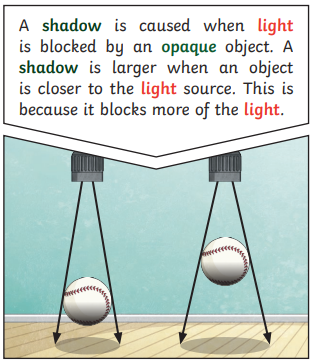 A shadow is caused when light
is blocked by an opaque object. A
shadow is larger when an object
is closer to the light source. This is
because it blocks more of the light.